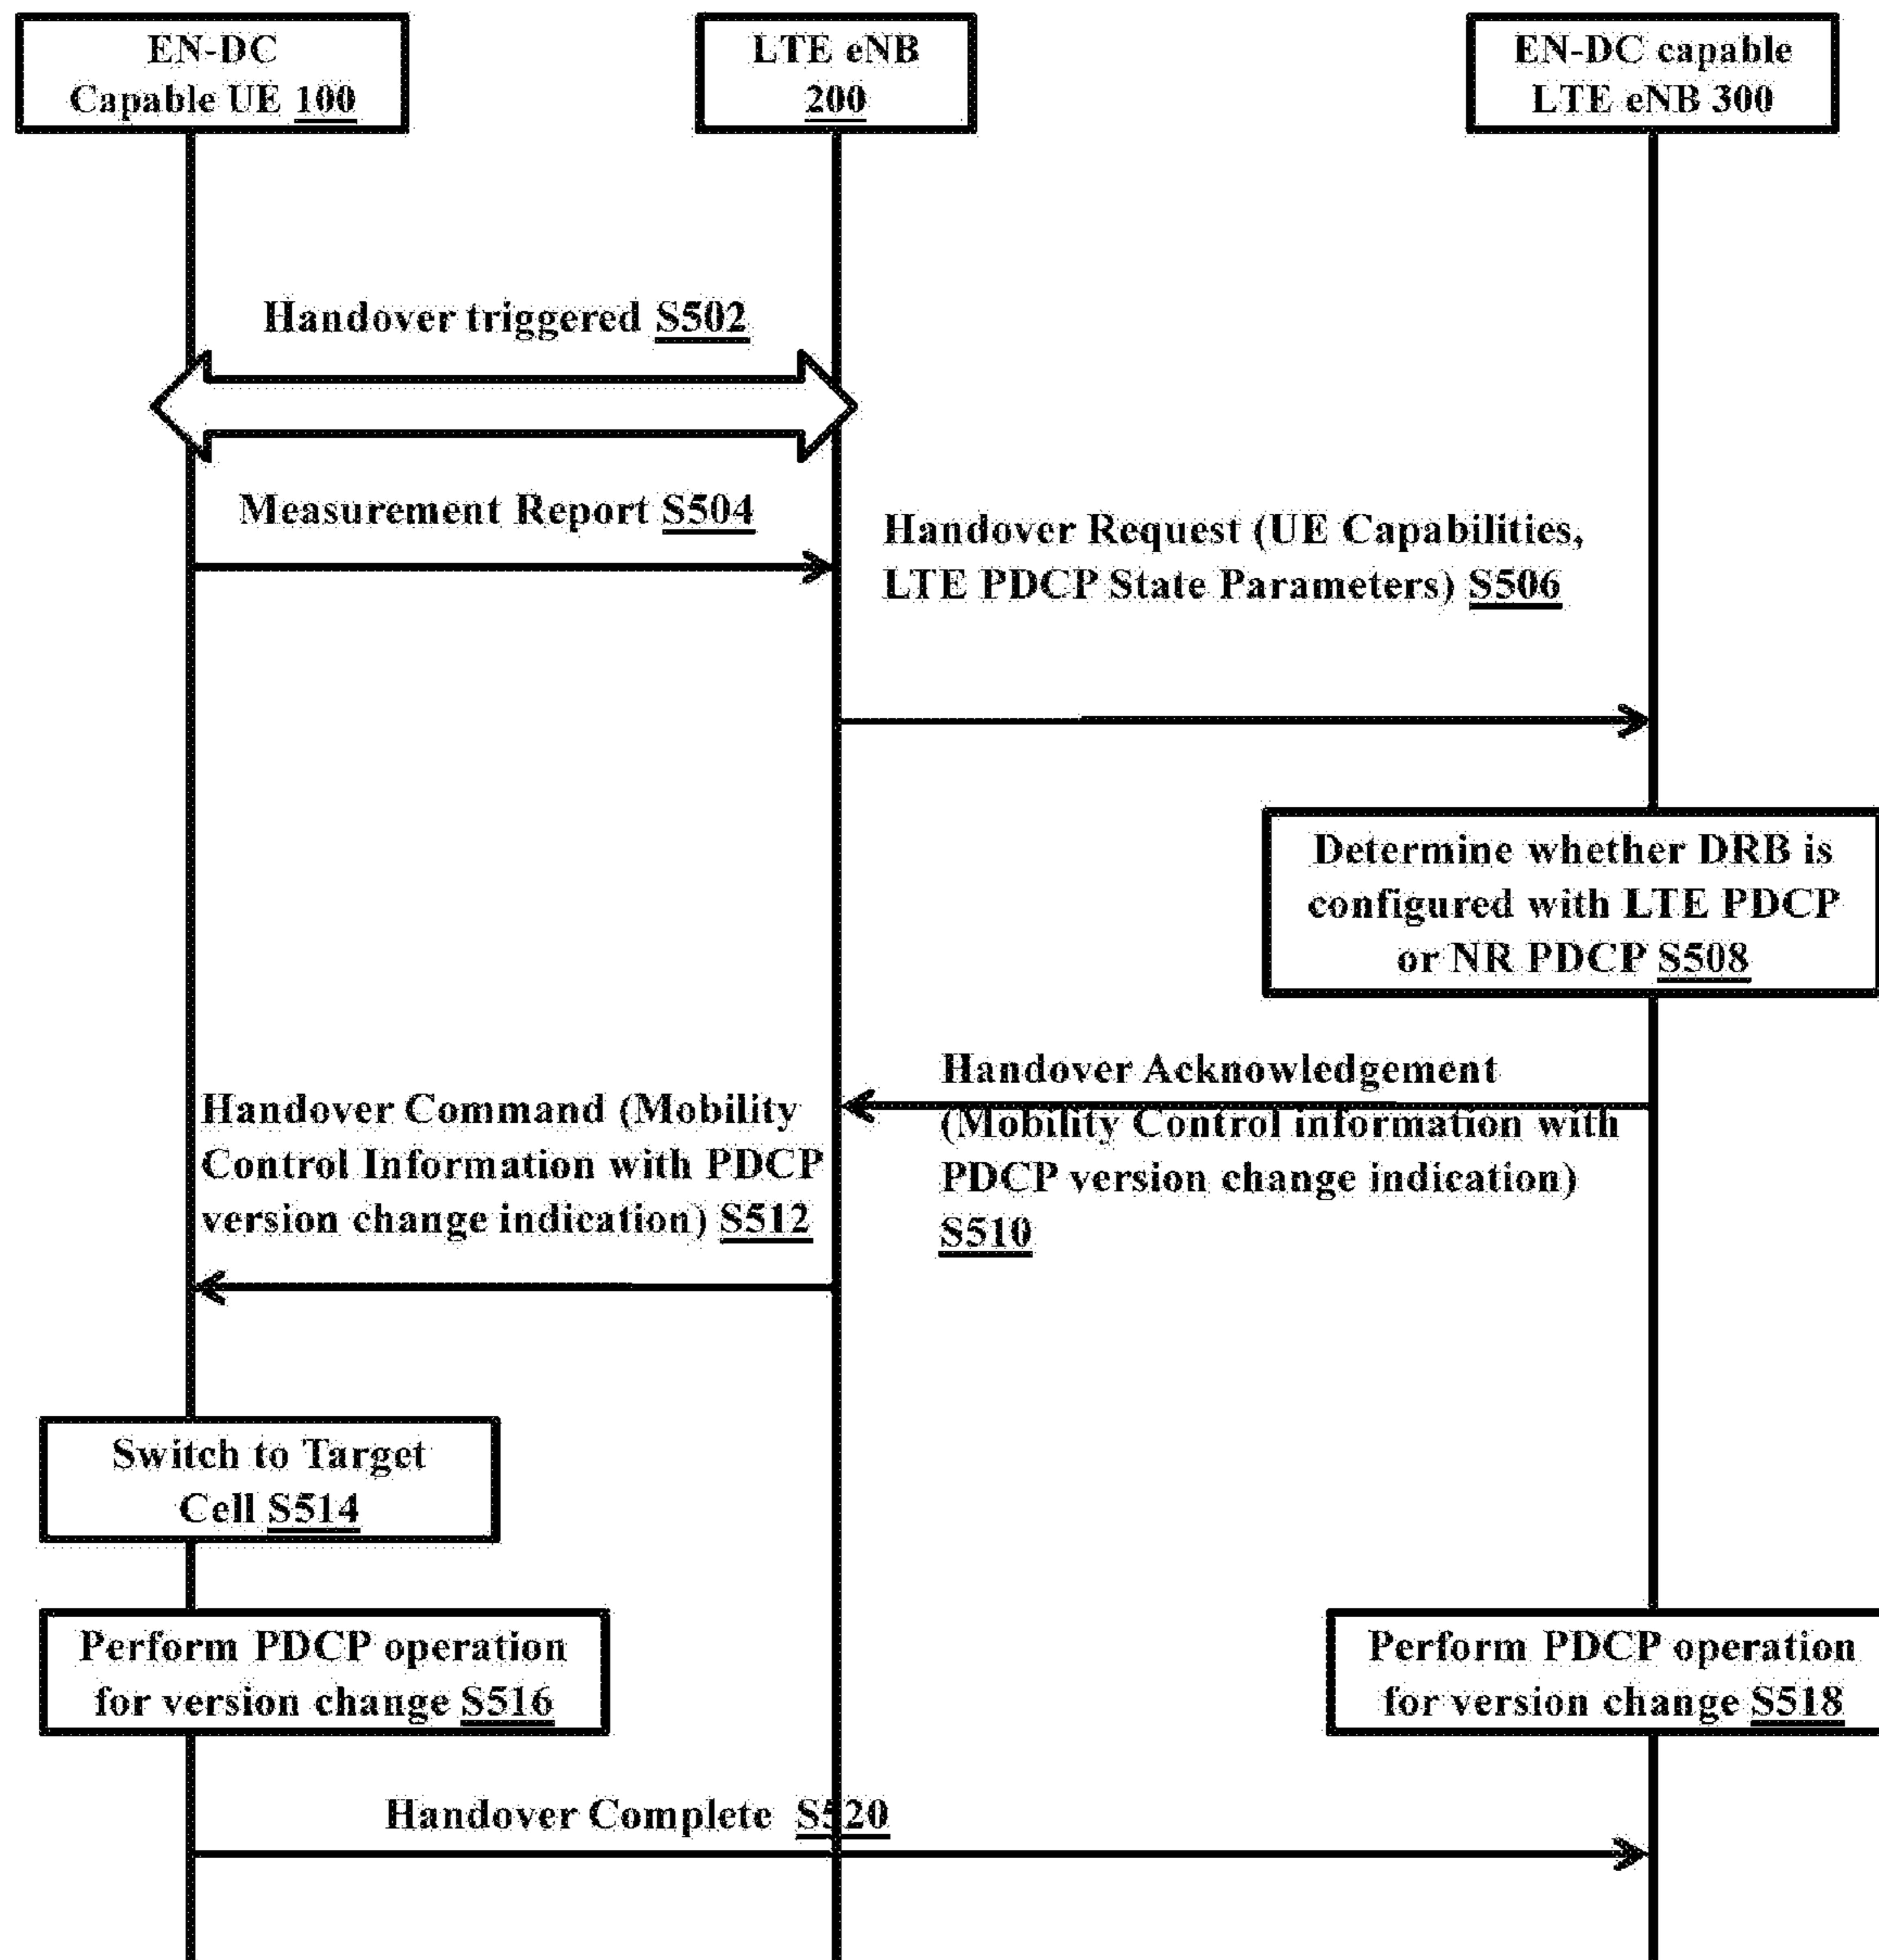 EN-DC
Capable UE 100
LTE eNB
200
EN-DC capable
LTE eNB 300
Handover triggered S502
Measurement Report S504
Handover Request (UE Capabilities,
LTE PDCP State Parameters) S506
Determine whether DRB is
configured with LTE PDCP
or NR PDCP S508
Handover Acknowledgement
(Mobility Control information with
PDCP version change indication)
S510
Handover Command (Mobility
Control Information with PDCP
version change indication) S512
Switch to Target
Cell S514
Perform PDCP operation
for version change S516
Perform PDCP operation
for version change S518
Handover Complete S520